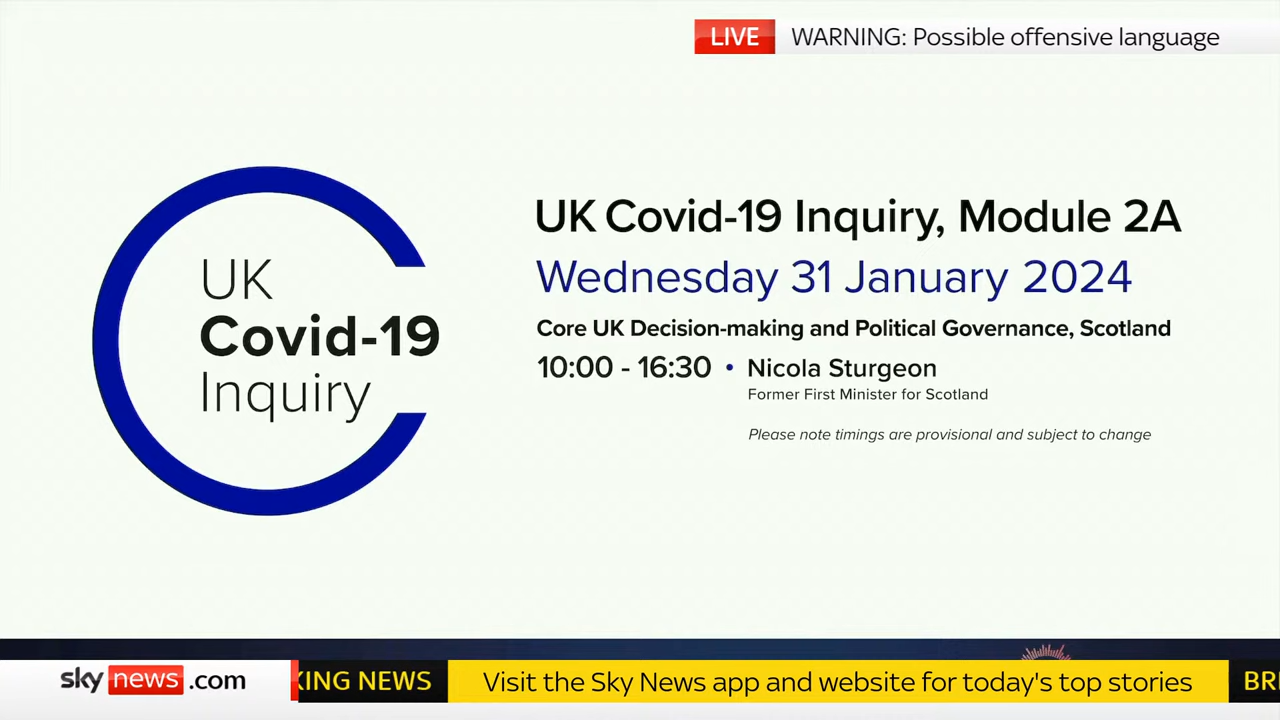 LIVE WARNING: Possible offensive language
UK
Covid-19
Inquiry
UK Covid-19 Inquiry, Module 2A
Wednesday 31 January 2024
Core UK Decision-making and Political Governance, Scotland
10:00 - 16:30 • Nicola Sturgeon
Former First Minister for Scotland
Please note timings are provisional and subject to change
sky news .com KING NEWS Visit the Sky News app and website for today's top stories BR